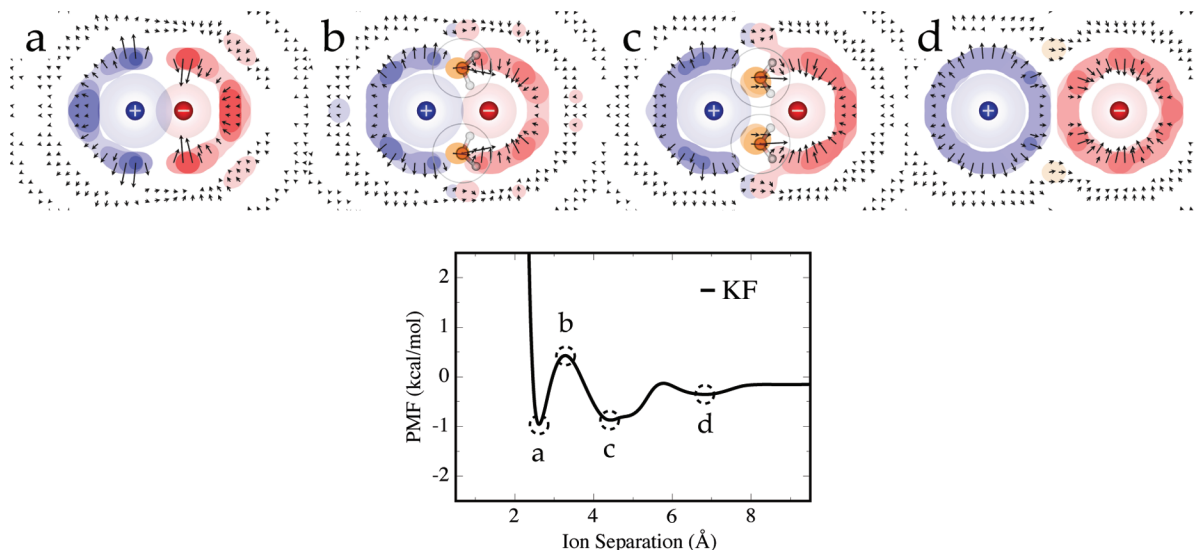 a b c d
+ − + − + − + −
2
1
0
-1
-2
PMF (kcal/mol)
KF
b
a
c
d
2 4 6 8
Ion Separation (Å)